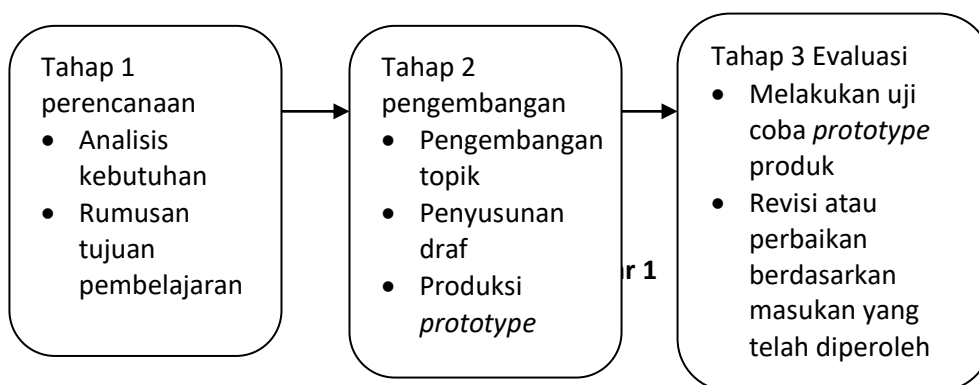 Tahap 1
perencanaan
• Analisis
kebutuhan
• Rumusan
tujuan
pembelajaran
Tahap 2
pengembangan
• Pengembangan
topik
• Penyusunan
draf
• Produksi
prototype
r 1
Tahap 3 Evaluasi
• Melakukan uji
coba prototype
produk
• Revisi atau
perbaikan
berdasarkan
masukan yang
telah diperoleh